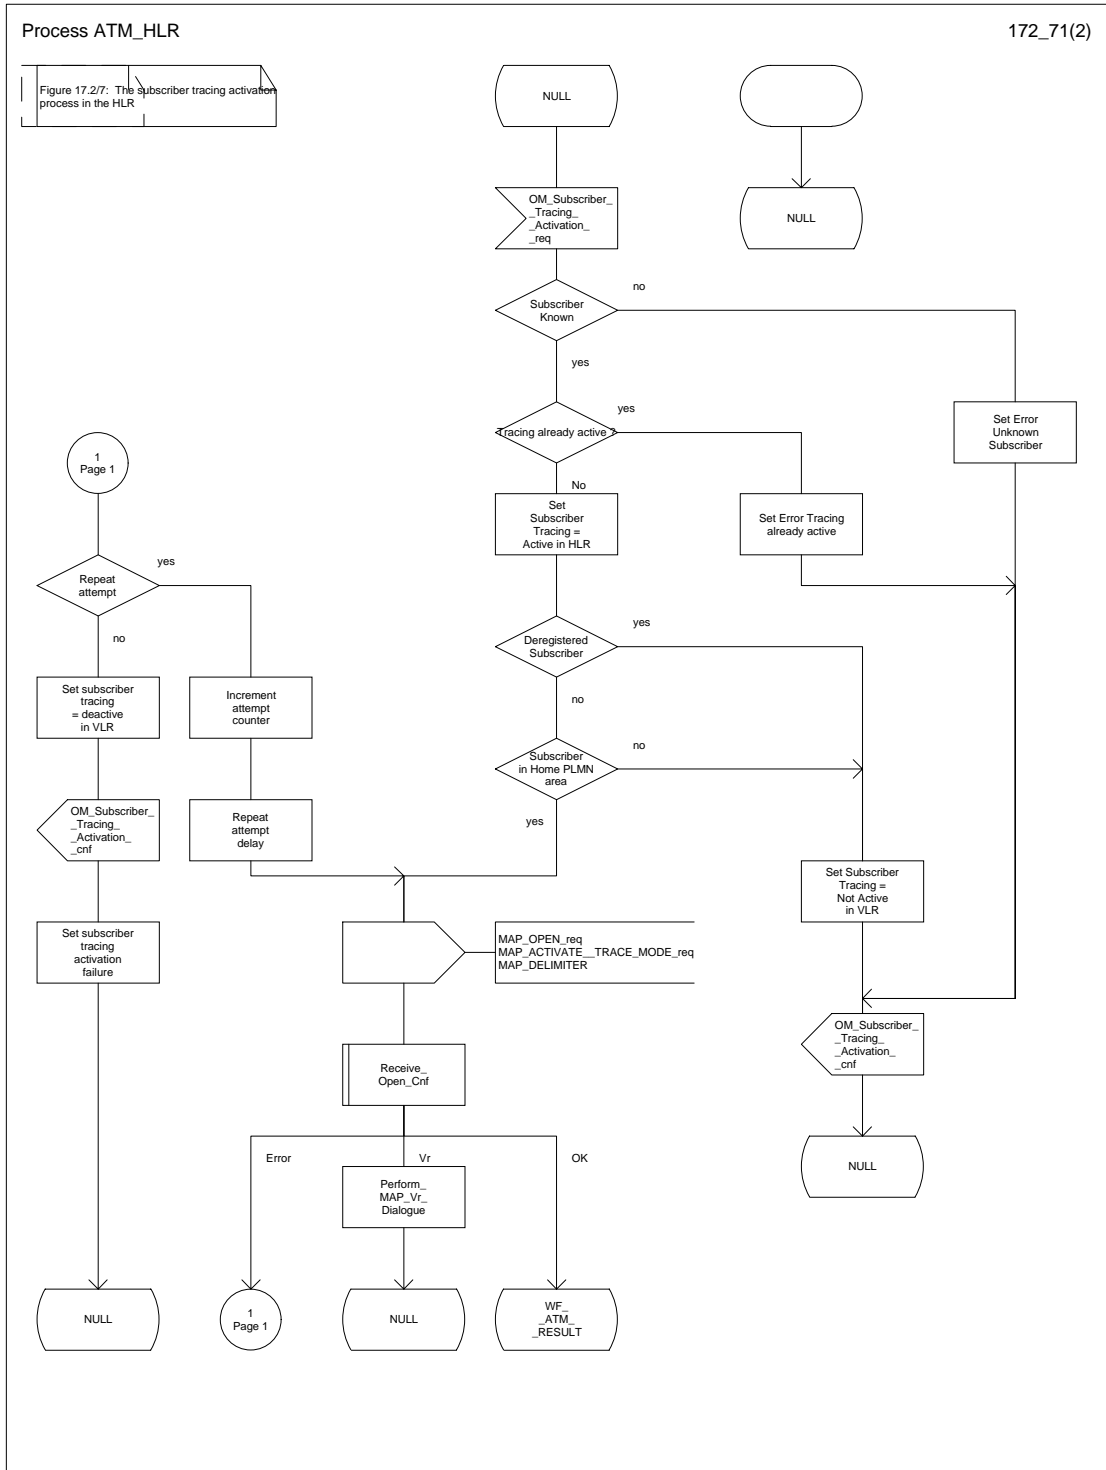 Process ATM_HLR
172_71(2)
Figure 17.2/7: The subscriber tracing activation
process in the HLR
NULL
OM_Subscriber_
_Tracing_
_Activation_
_req
NULL
Subscriber
Known
no
yes
Tracing already active ?
yes
No
Set Error
Unknown
Subscriber
1
Page 1
Set
Subscriber
Tracing =
Active in HLR
Set Error Tracing
already active
Repeat
attempt
yes
no
Deregistered
Subscriber
yes
no
Set subscriber
tracing
= deactive
in VLR
Increment
attempt
counter
Subscriber
in Home PLMN
area
no
yes
OM_Subscriber_
_Tracing_
_Activation_
_cnf
Repeat
attempt
delay
Set Subscriber
Tracing =
Not Active
in VLR
Set subscriber
tracing
activation
failure
MAP_OPEN_req
MAP_ACTIVATE__TRACE_MODE_req
MAP_DELIMITER
OM_Subscriber_
_Tracing_
_Activation_
_cnf
Receive_
Open_Cnf
Error
Vr
OK
Perform_
MAP_Vr_
Dialogue
NULL
NULL
1
Page 1
NULL
WF_
_ATM_
_RESULT